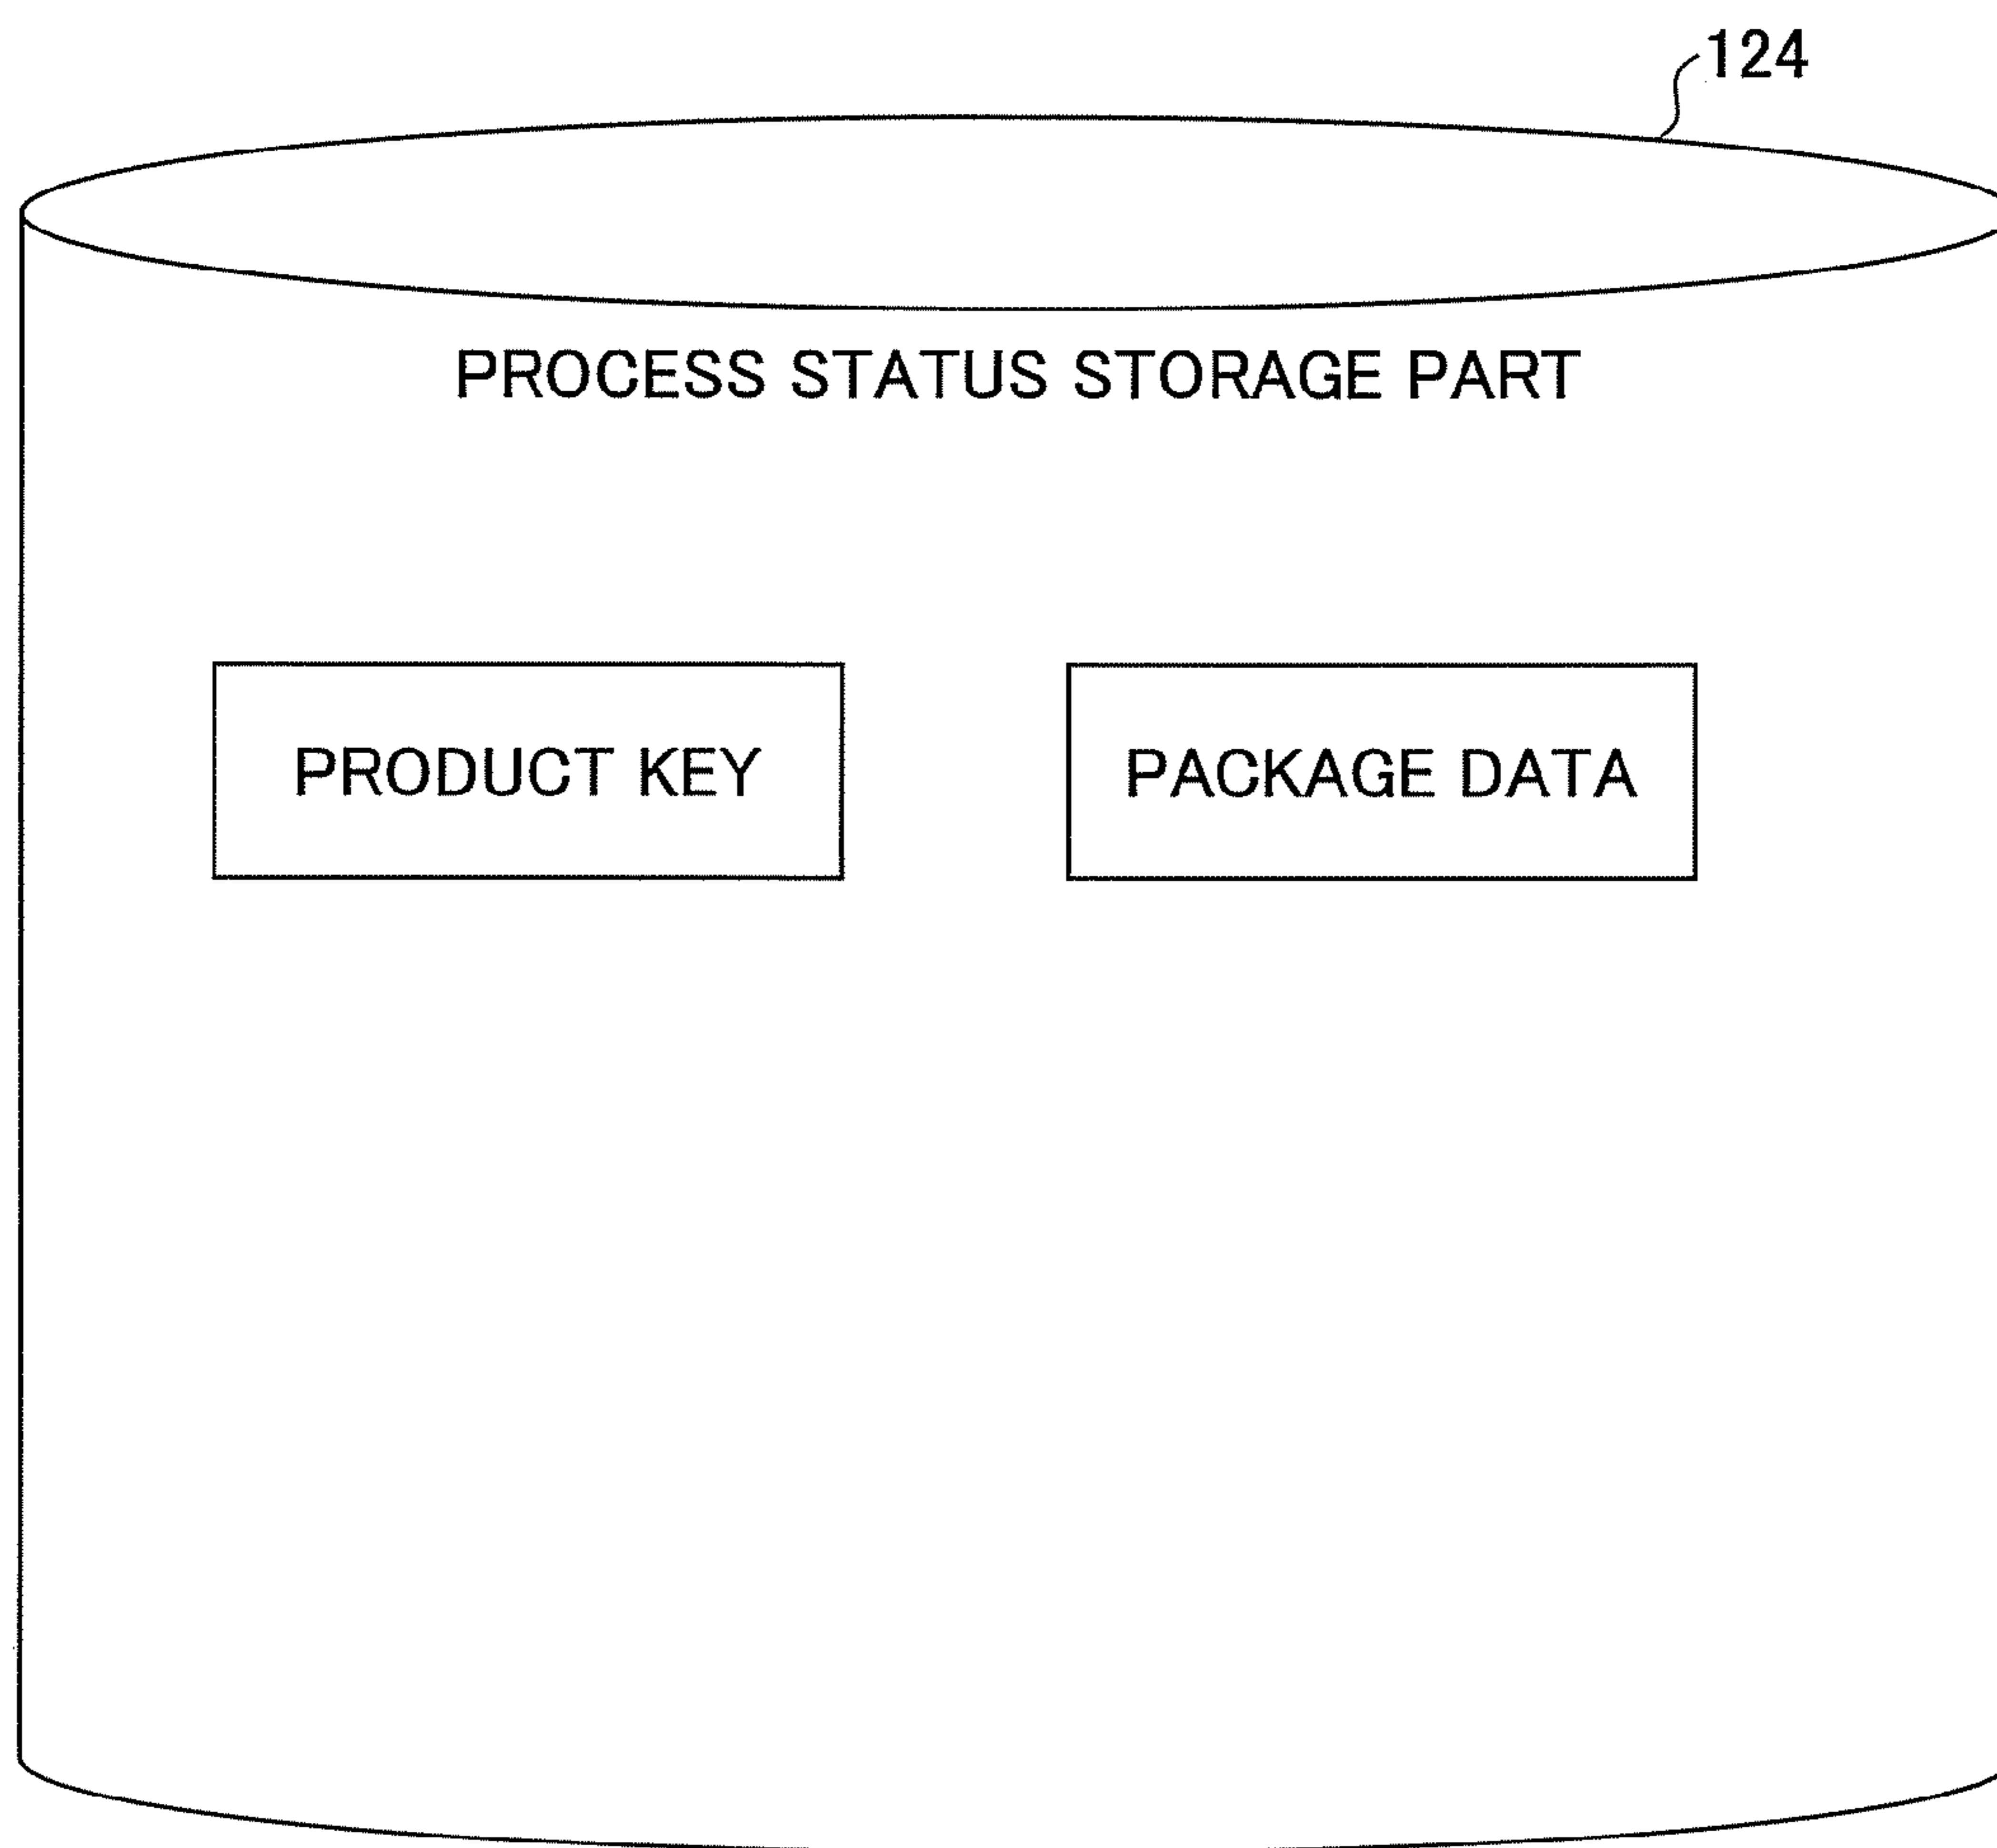 124
PROCESS STATUS STORAGE PART
PRODUCT KEY
PACKAGE DATA